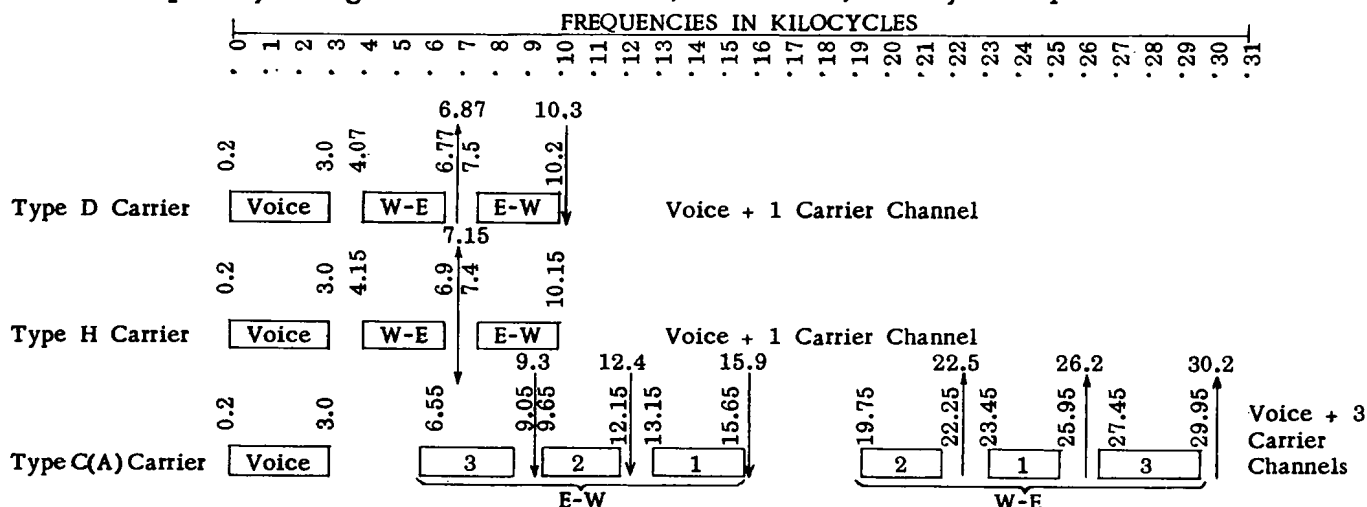 FREQUENCIES IN KILOCYCLES
0 1 2 3 4 5 6 7 8 9 10 11 12 13 14 15 16 17 18 19 20 21 22 23 24 25 26 27 28 29 30 31
6.87 10.3
0.2 3.0 4.07 6.77 7.5 10.2
Type D Carrier Voice W-E E-W Voice + 1 Carrier Channel
7.15
0.2 3.0 4.15 6.9 7.4 10.15
Type H Carrier Voice W-E E-W Voice + 1 Carrier Channel
9.3 12.4 15.9 22.5 26.2 30.2
0.2 3.0 6.55 9.05 9.65 12.15 13.15 15.65 19.75 22.25 23.45 25.95 27.45 29.95
Voice + 3
Carrier
Channels
Type C(A) Carrier Voice 3 2 1 2 1 3
E-W W-E